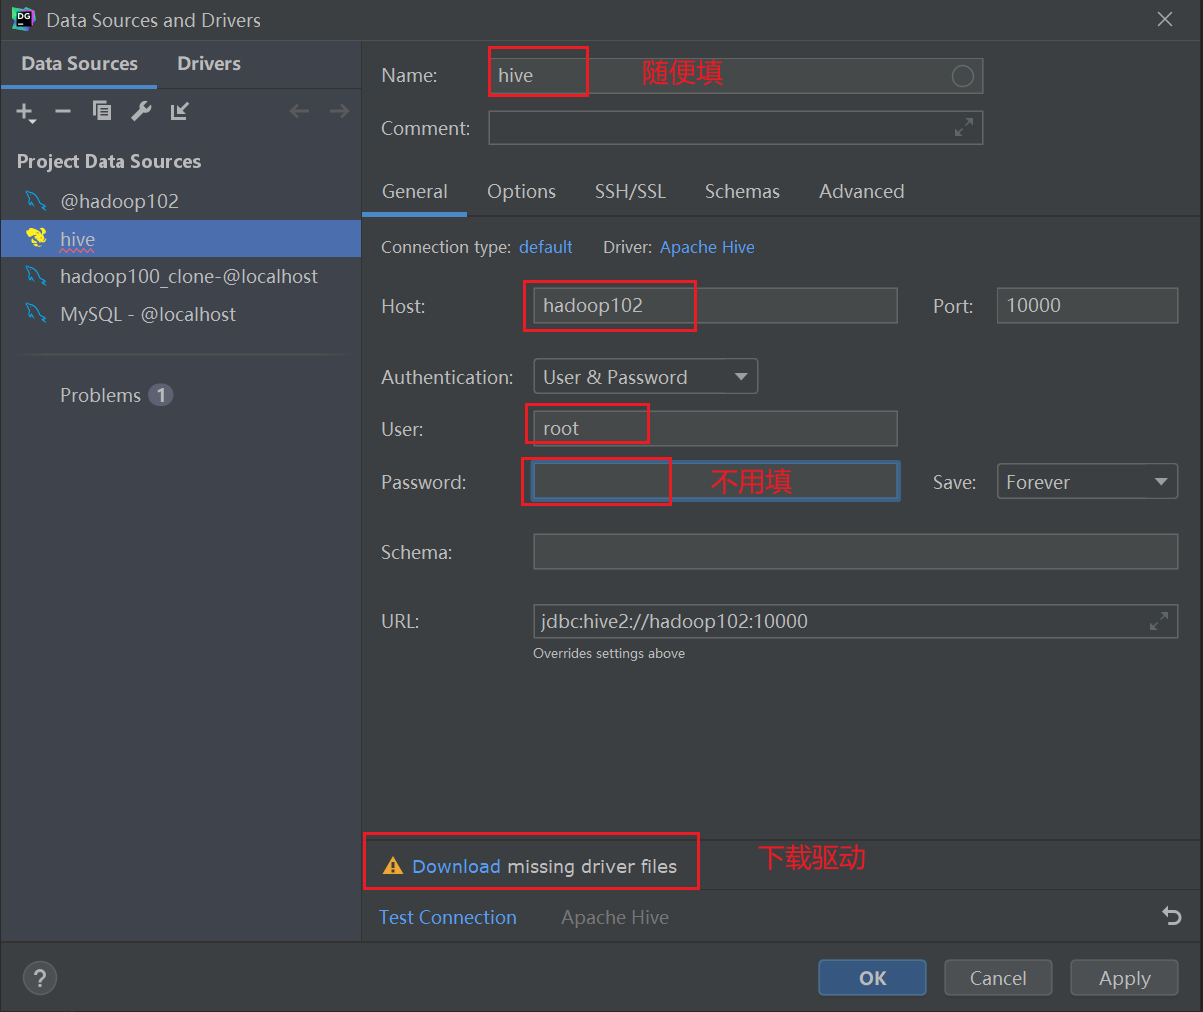 DG
Data Sources and Drivers
Data Sources
Drivers
Project Data Sources
@hadoop102
hive
hadoop100_clone-@localhost
MySQL - @localhost
Problems 1
Name: hive 随便填
Comment:
General Options SSH/SSL Schemas Advanced
Connection type: default Driver: Apache Hive
Host: hadoop102 Port: 10000
Authentication: User & Password
User: root
Password: 不用填 Save: Forever
Schema:
URL: jdbc:hive2://hadoop102:10000
Overrides settings above
Download missing driver files 下载驱动
Test Connection Apache Hive
? OK Cancel Apply